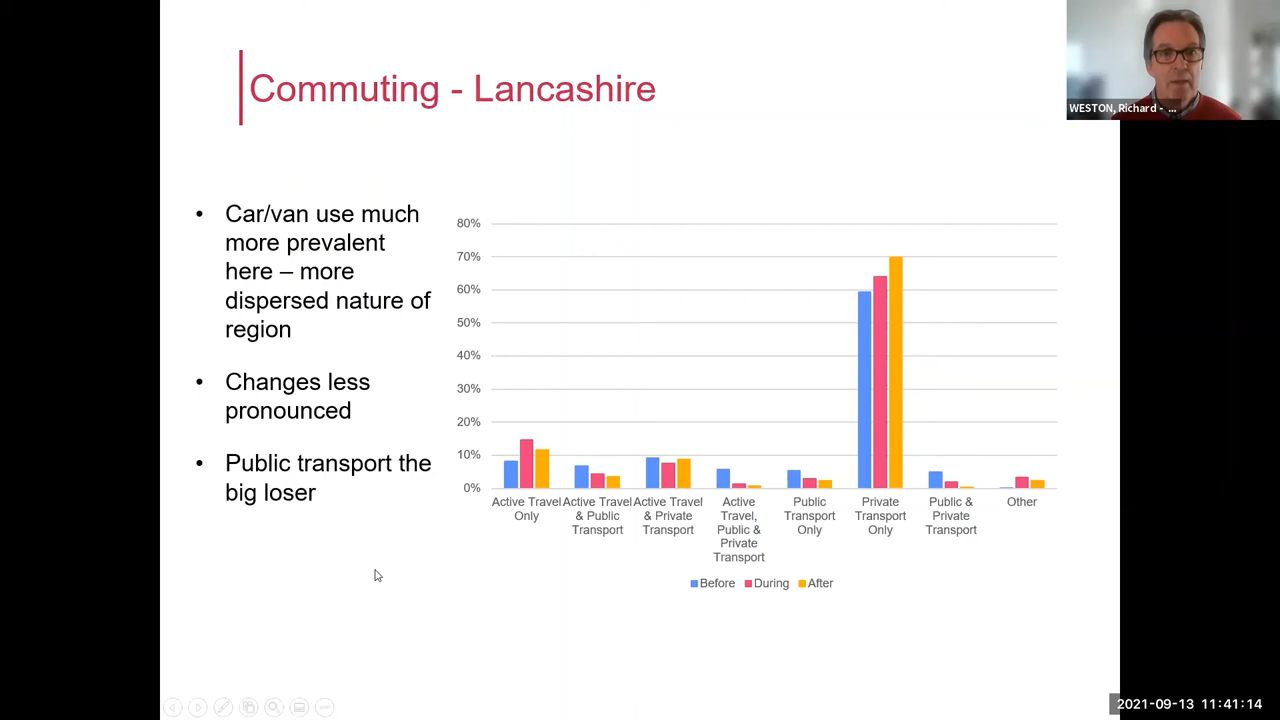 Commuting - Lancashire
WESTON, Richard - ...
• Car/van use much
more prevalent
here – more
dispersed nature of
region
• Changes less
pronounced
• Public transport the
big loser
80%
70%
60%
50%
40%
30%
20%
10%
0%
Active Travel
Only
Active Travel
& Public
Transport
Active Travel
& Private
Transport
Active
Travel,
Public &
Private
Transport
Public
Transport
Only
Private
Transport
Only
Public &
Private
Transport
Other
Before During After
2021-09-13 11:41:14